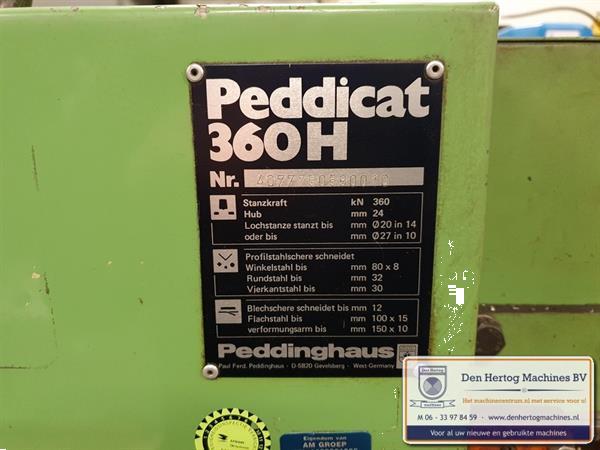 Peddicat
360H
Nr.
Stanzkraft kN 360
Hub mm 24
Lochstanze stanzt bis mm Ø20 in 14
oder bis mm Ø27 in 10
Profilstahlschere schneidet
Winkelstahl bis mm 80 x 8
Rundstahl bis mm 32
Vierkantstahl bis mm 30
Blechschere schneidet bis mm 12
Flachstahl bis mm 100 x 15
verformungsarm bis mm 150 x 10
Peddinghaus
Paul Ferd. Peddinghaus · D-5820 Gevelsberg · West-Germany
Eigendom van
AM GROEP
Den Hertog
Machines
Den Hertog Machines BV
Het machinecentrum.nl met service voor u!
M 06 - 33 97 84 59 · www.denhertogmachines.nl
Voor al uw nieuwe en gebruikte machines